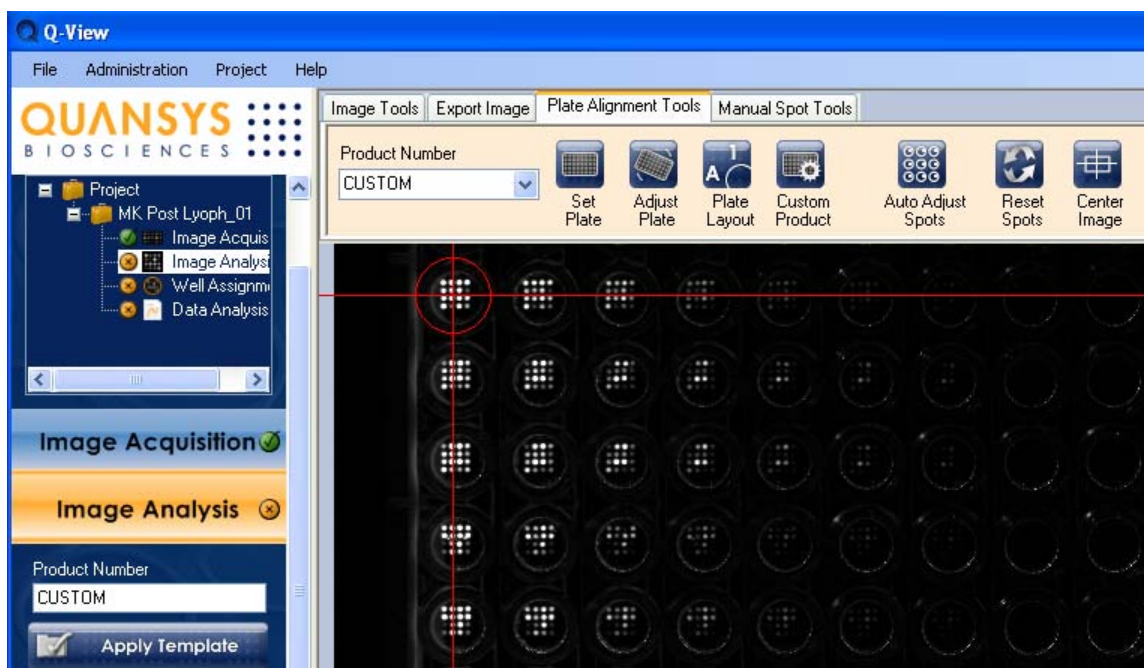 Q-View
File Administration Project Help
QUANSYS
BIOSCIENCES
Project
MK Post Lyoph_01
Image Acquis
Image Analysi
Well Assignm
Data Analysis
Image Acquisition
Image Analysis
Product Number
CUSTOM
Apply Template
Image Tools Export Image Plate Alignment Tools Manual Spot Tools
Product Number
CUSTOM
Set
Plate
Adjust
Plate
A 1
Plate
Layout
Custom
Product
Auto Adjust
Spots
Reset
Spots
Center
Image